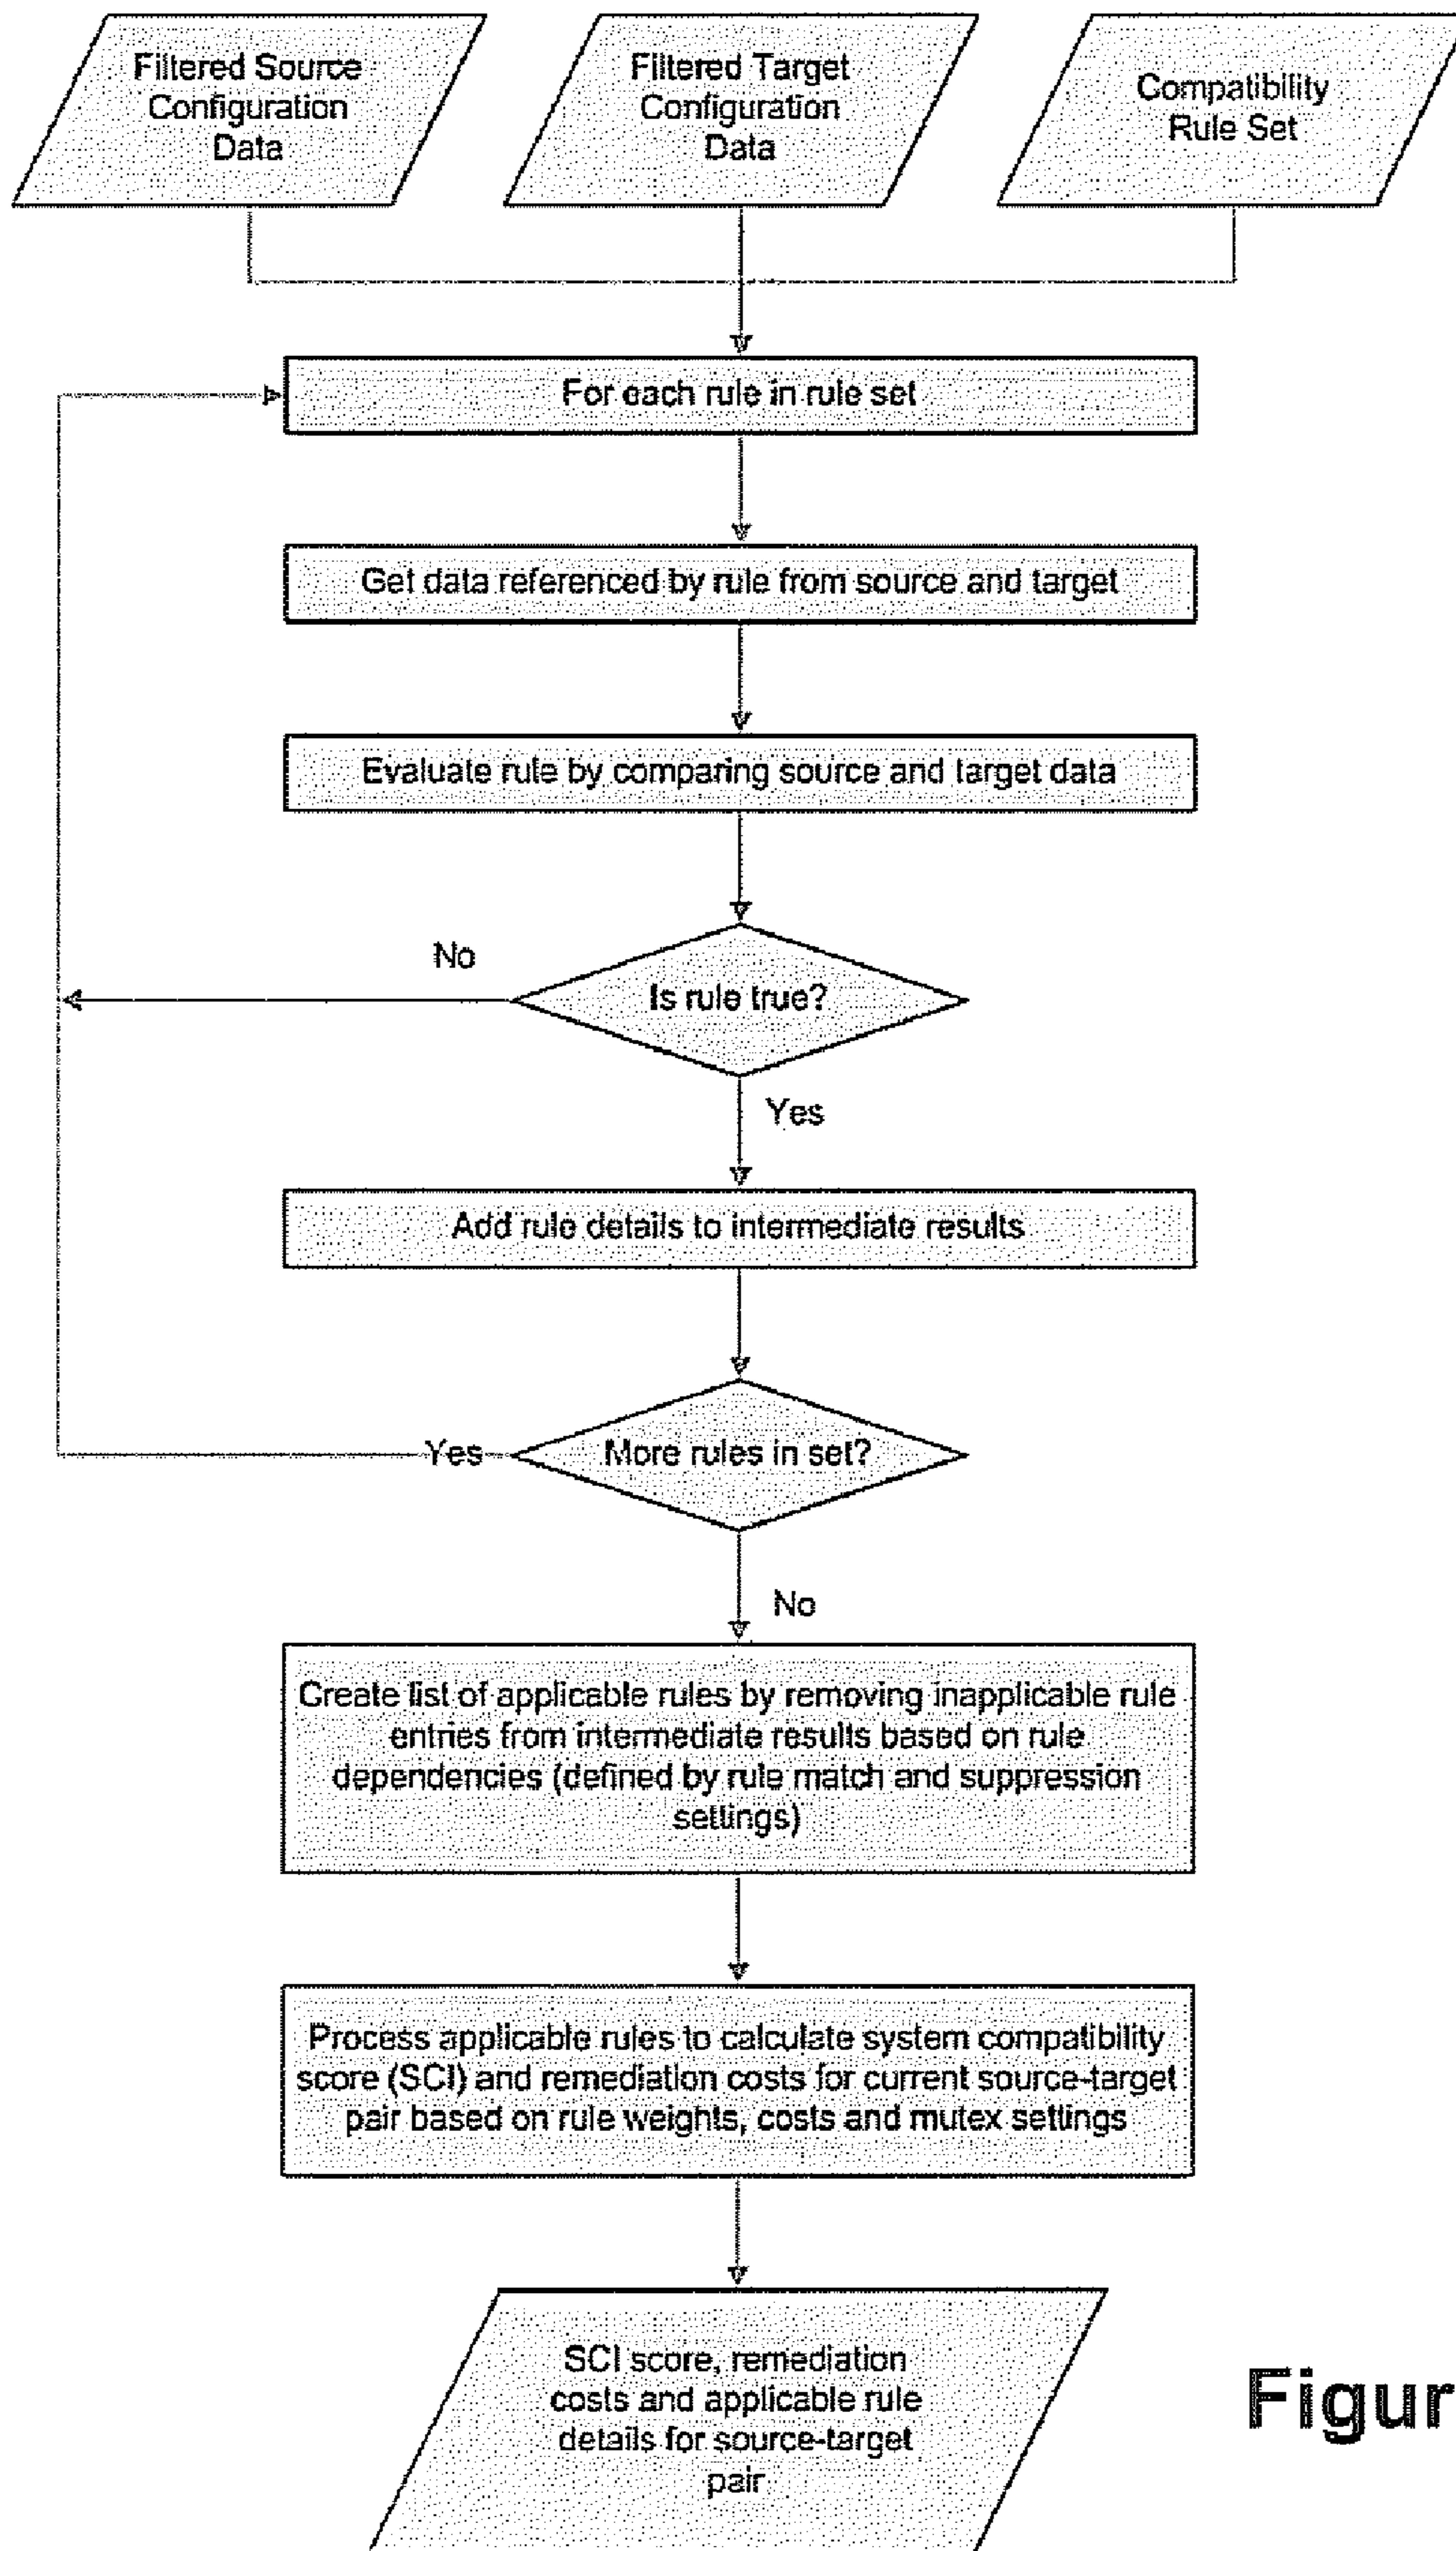 Filtered Source
Configuration
Data
Filtered Target
Configuration
Data
Compatibility
Rule Set
For each rule in rule set
Get data referenced by rule from source and target
Evaluate rule by comparing source and target data
No
Is rule true?
Yes
Add rule details to intermediate results
Yes
More rules in set?
No
Create list of applicable rules by removing inapplicable rule
entries from intermediate results based on rule
dependencies (defined by rule match and suppression
settings)
Process applicable rules to calculate system compatibility
score (SCI) and remediation costs for current source-target
pair based on rule weights, costs and mutex settings
SCI score, remediation
costs and applicable rule
details for source-target
pair
Figur